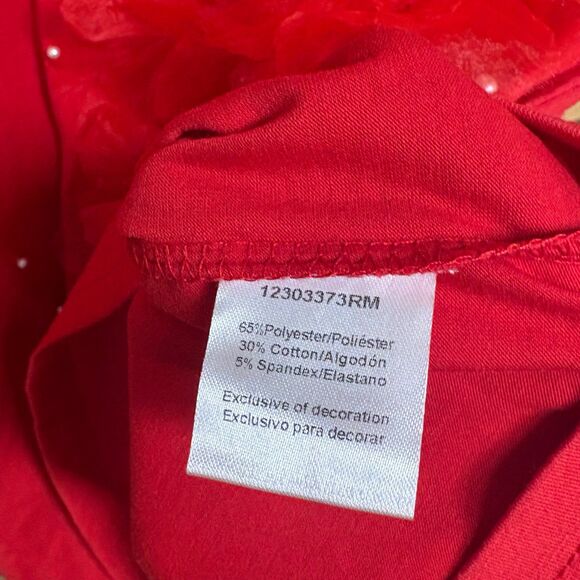 12303373RM
65%Polyester/Poliéster
30% Cotton/Algodón
5% Spandex/Elastano
Exclusive of decoration
Exclusivo para decorar